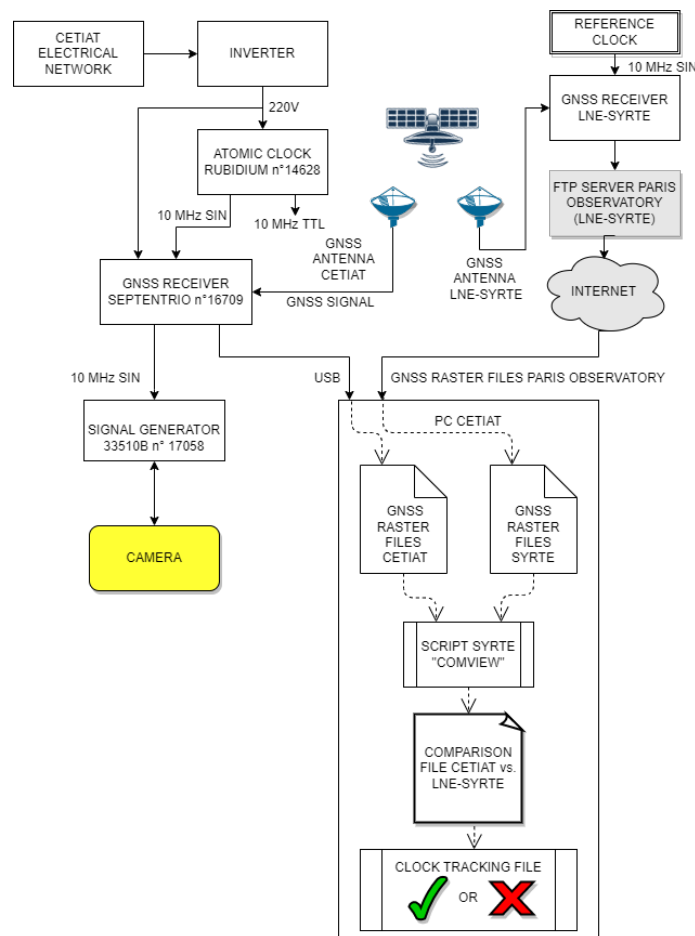 CETIAT
ELECTRICAL
NETWORK
INVERTER
REFERENCE
CLOCK
10 MHz SIN
GNSS RECEIVER
LNE-SYRTE
220V
ATOMIC CLOCK
RUBIDIUM n°14628
FTP SERVER PARIS
OBSERVATORY
(LNE-SYRTE)
10 MHz SIN
10 MHz TTL
GNSS
ANTENNA
CETIAT
GNSS
ANTENNA
LNE-SYRTE
GNSS RECEIVER
SEPTENTRIO n°16709
GNSS SIGNAL
INTERNET
10 MHz SIN
USB
GNSS RASTER FILES PARIS OBSERVATORY
SIGNAL GENERATOR
33510B n° 17058
PC CETIAT
CAMERA
GNSS
RASTER
FILES
CETIAT
GNSS
RASTER
FILES
SYRTE
SCRIPT SYRTE
"COMVIEW"
COMPARISON
FILE CETIAT vs.
LNE-SYRTE
CLOCK TRACKING FILE
OR